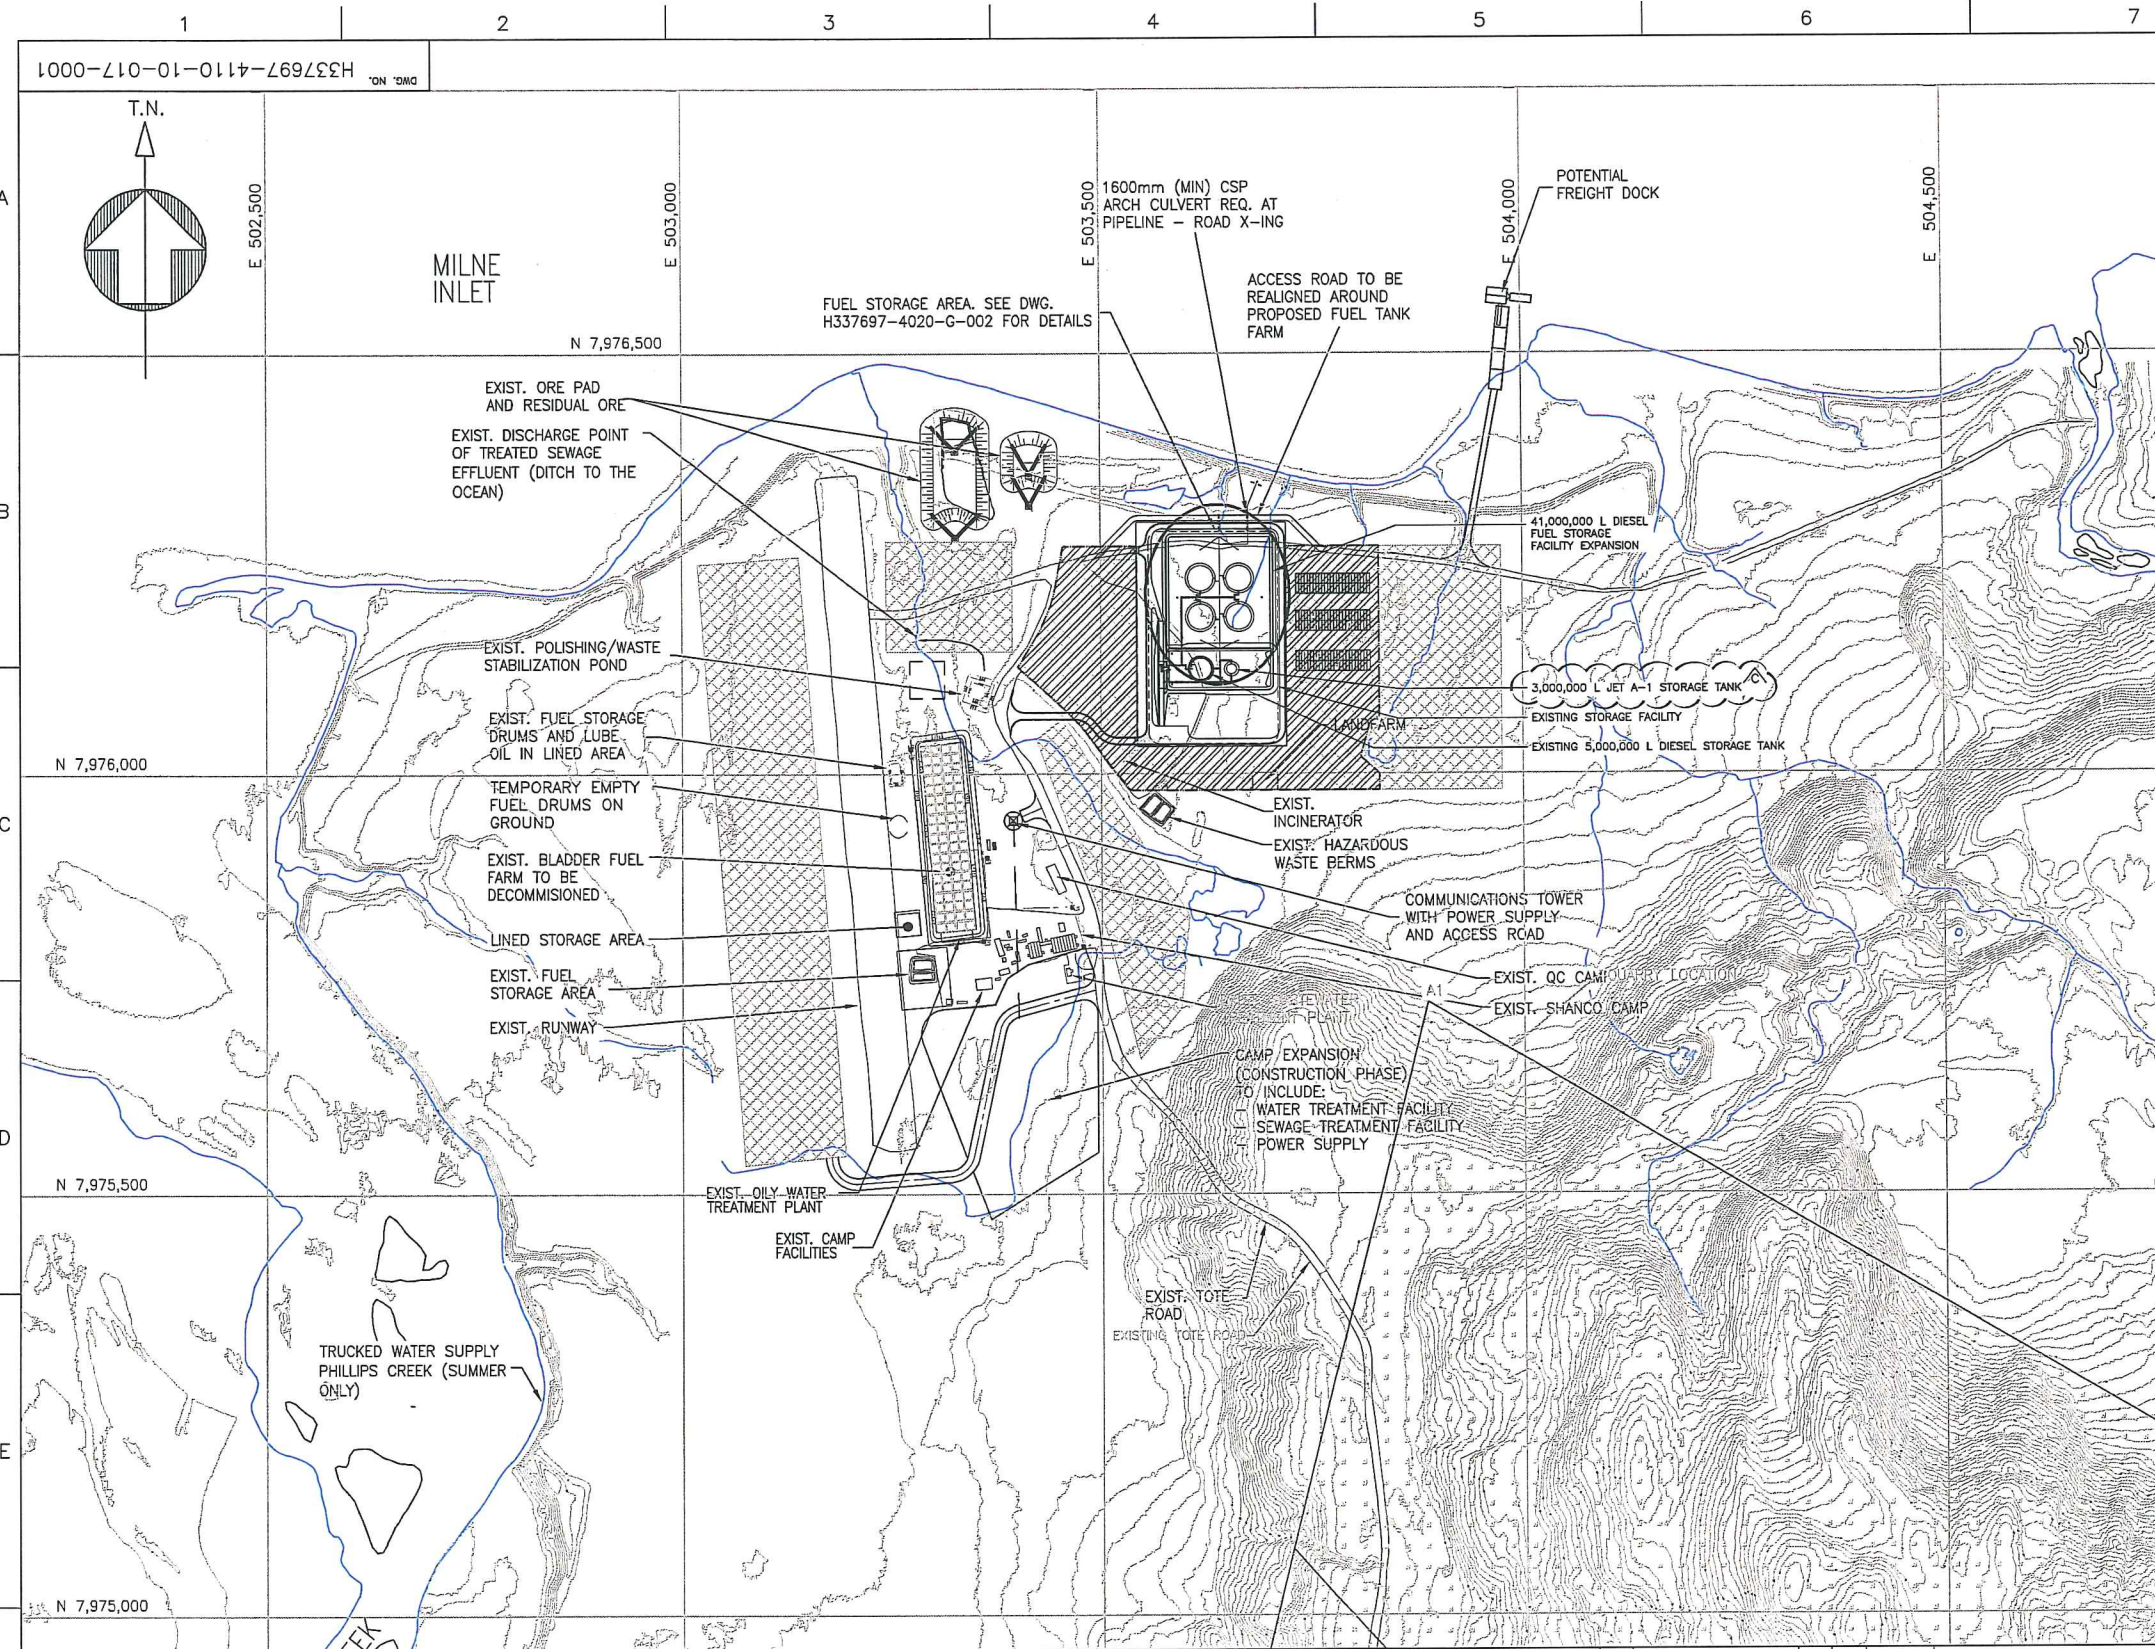 1 2 3 4 5 6 7
DWG. NO. H337697-4110-10-017-0001
T.N.
A
E 502,500
E 503,000
E 503,500
E 504,000
E 504,500
MILNE
INLET
1600mm (MIN) CSP
ARCH CULVERT REQ. AT
PIPELINE – ROAD X-ING
POTENTIAL
FREIGHT DOCK
FUEL STORAGE AREA. SEE DWG.
H337697-4020-G-002 FOR DETAILS
ACCESS ROAD TO BE
REALIGNED AROUND
PROPOSED FUEL TANK
FARM
N 7,976,500
EXIST. ORE PAD
AND RESIDUAL ORE
EXIST. DISCHARGE POINT
OF TREATED SEWAGE
EFFLUENT (DITCH TO THE
OCEAN)
B
41,000,000 L DIESEL
FUEL STORAGE
FACILITY EXPANSION
EXIST. POLISHING/WASTE
STABILIZATION POND
3,000,000 L JET A-1 STORAGE TANK
C
EXISTING STORAGE FACILITY
LANDFARM
EXISTING 5,000,000 L DIESEL STORAGE TANK
EXIST. FUEL STORAGE
DRUMS AND LUBE
OIL IN LINED AREA
N 7,976,000
TEMPORARY EMPTY
FUEL DRUMS ON
GROUND
C
EXIST.
INCINERATOR
EXIST. HAZARDOUS
WASTE BERMS
EXIST. BLADDER FUEL
FARM TO BE
DECOMMISIONED
COMMUNICATIONS TOWER
WITH POWER SUPPLY
AND ACCESS ROAD
LINED STORAGE AREA
EXIST. FUEL
STORAGE AREA
EXIST. QC CAM
QUARRY LOCATION
A1
EXIST. SHANCO CAMP
EXIST. RUNWAY
PLANT
CAMP EXPANSION
(CONSTRUCTION PHASE)
TO INCLUDE:
– WATER TREATMENT FACILITY
– SEWAGE TREATMENT FACILITY
– POWER SUPPLY
D
N 7,975,500
EXIST. OILY WATER
TREATMENT PLANT
EXIST. CAMP
FACILITIES
EXIST. TOTE
ROAD
EXISTING TOTE ROAD
TRUCKED WATER SUPPLY
PHILLIPS CREEK (SUMMER
ONLY)
E
N 7,975,000